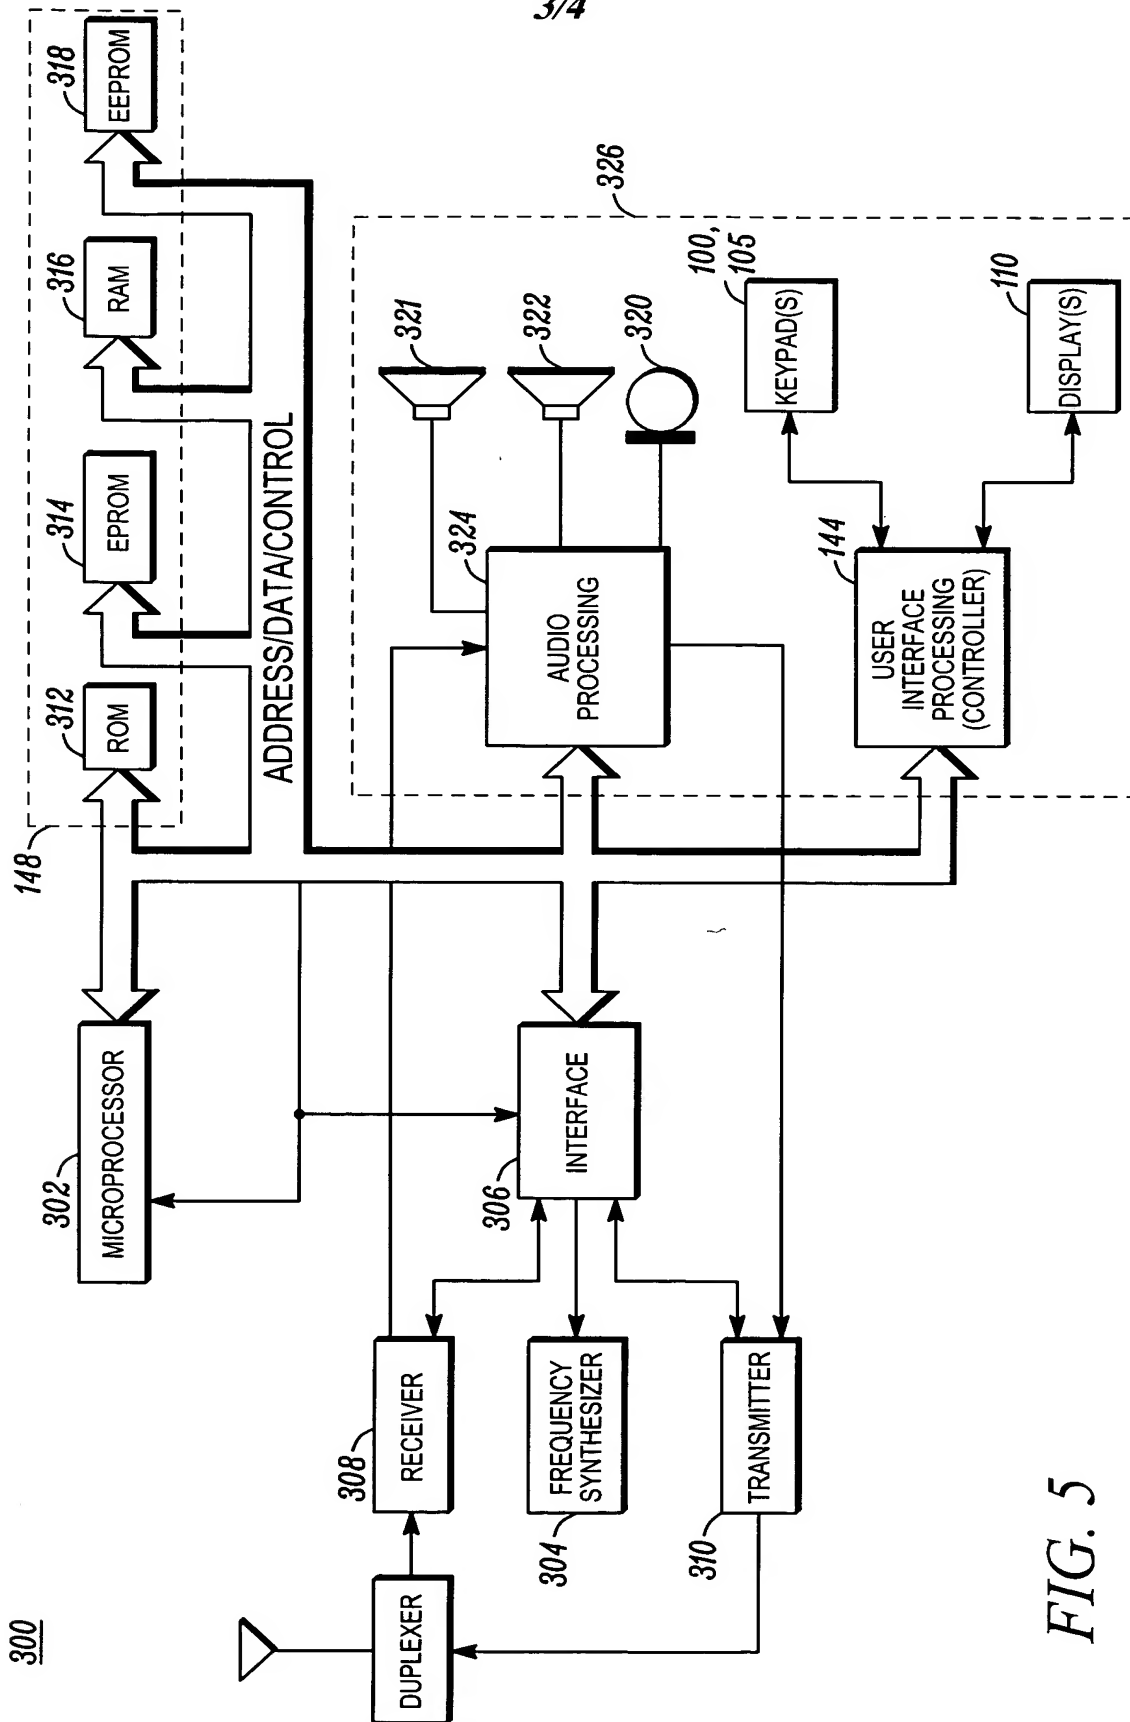 3/4
300
148
312
ROM
314
EPROM
316
RAM
318
EEPROM
ADDRESS/DATA/CONTROL
302
MICROPROCESSOR
326
321
322
320
324
AUDIO
PROCESSING
100,
105
KEYPAD(S)
110
DISPLAY(S)
144
USER
INTERFACE
PROCESSING
(CONTROLLER)
306
INTERFACE
308
RECEIVER
304
FREQUENCY
SYNTHESIZER
310
TRANSMITTER
DUPLEXER
FIG. 5